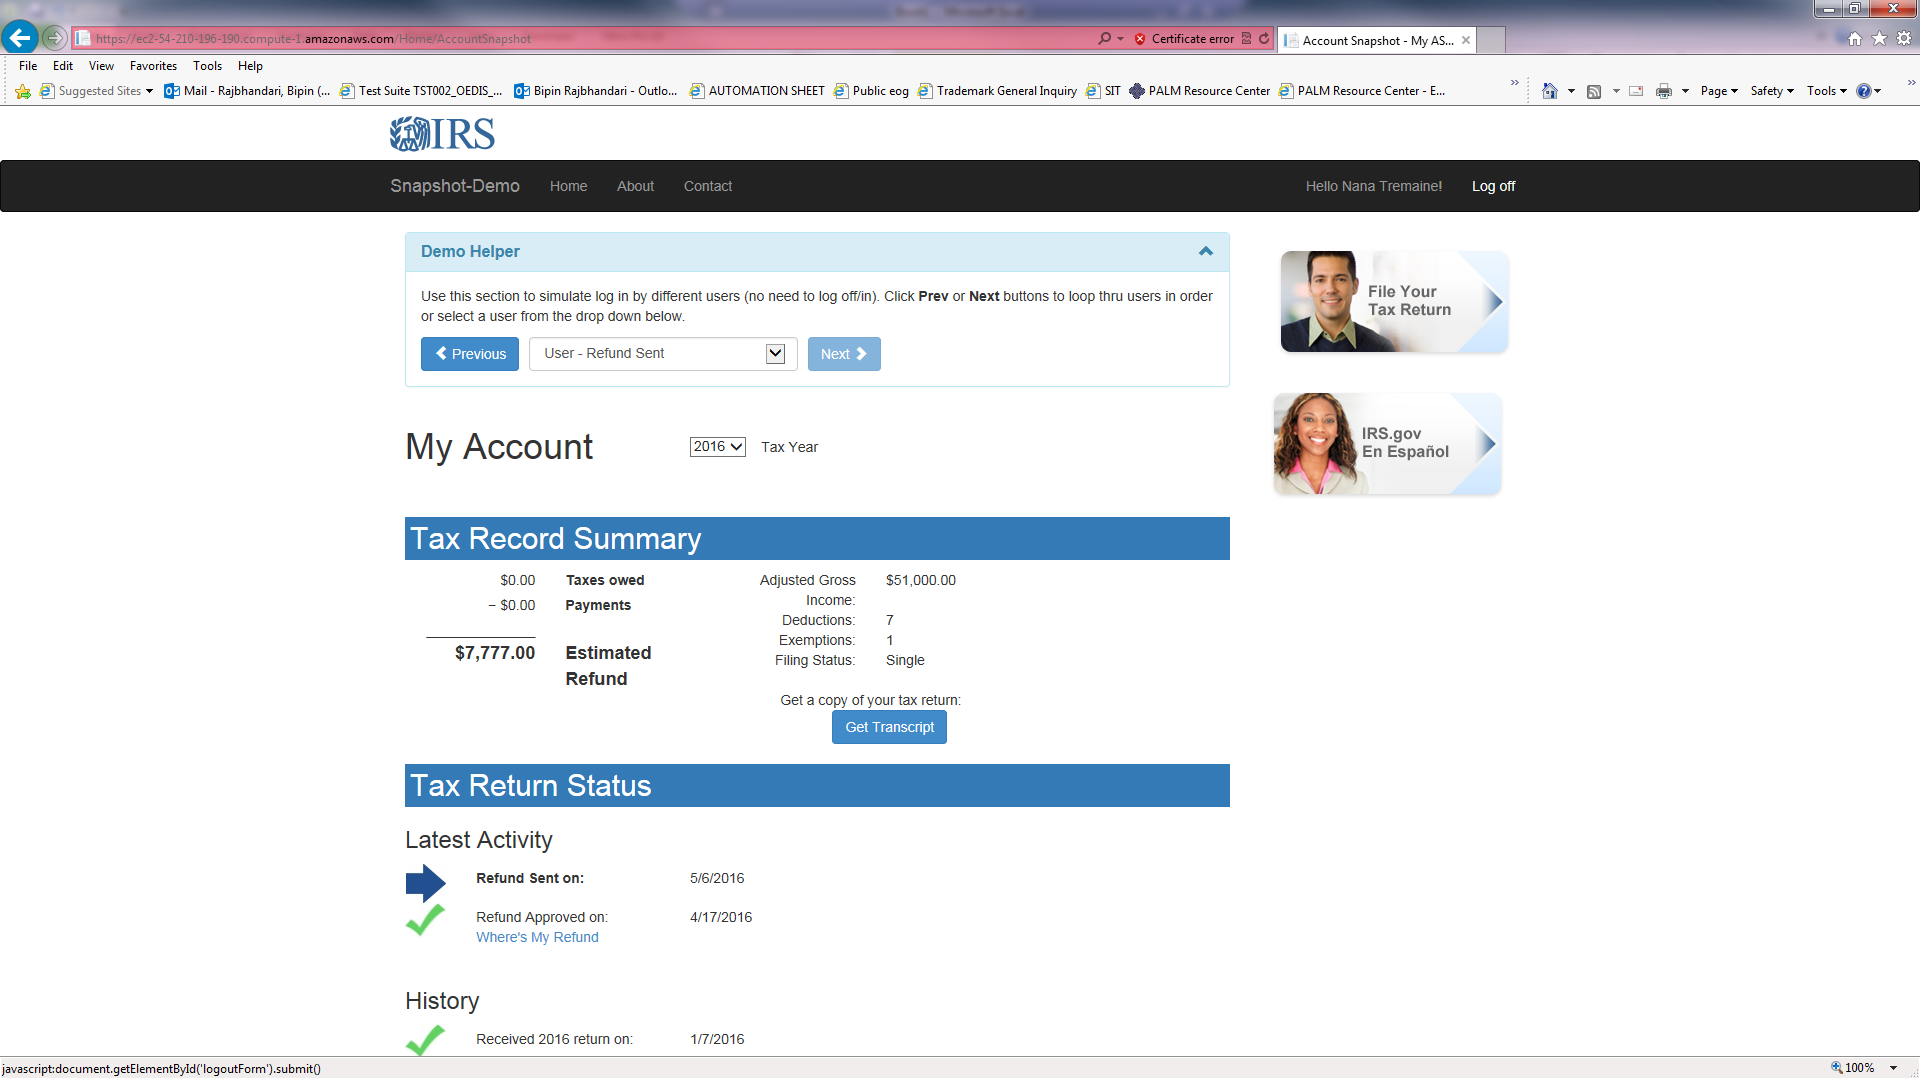 https://ec2-54-210-196-190.compute-1.amazonaws.com/Home/AccountSnapshot
Certificate error
Account Snapshot - My AS...
File Edit View Favorites Tools Help
Suggested Sites
Mail - Rajbhandari, Bipin (...
Test Suite TST002_OEDIS_...
Bipin Rajbhandari - Outlo...
AUTOMATION SHEET
Public eog
Trademark General Inquiry
SIT
PALM Resource Center
PALM Resource Center - E...
Page Safety Tools
IRS
Snapshot-Demo Home About Contact Hello Nana Tremaine! Log off
Demo Helper
Use this section to simulate log in by different users (no need to log off/in). Click Prev or Next buttons to loop thru users in order
or select a user from the drop down below.
Previous User - Refund Sent Next
File Your
Tax Return
IRS.gov
En Español
My Account 2016 Tax Year
Tax Record Summary
$0.00 Taxes owed
− $0.00 Payments
$7,777.00 Estimated
Refund
Adjusted Gross $51,000.00
Income:
Deductions: 7
Exemptions: 1
Filing Status: Single
Get a copy of your tax return:
Get Transcript
Tax Return Status
Latest Activity
Refund Sent on: 5/6/2016
Refund Approved on: 4/17/2016
Where's My Refund
History
Received 2016 return on: 1/7/2016
javascript:document.getElementById('logoutForm').submit()
100%